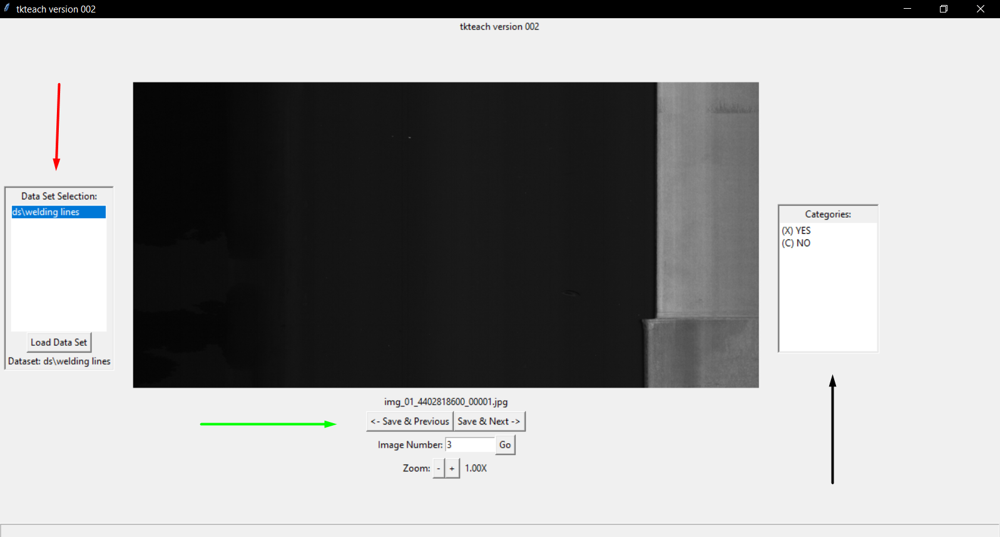 tkteach version 002
tkteach version 002
Data Set Selection:
ds\welding lines
Load Data Set
Dataset: ds\welding lines
img_01_4402818600_00001.jpg
<- Save & Previous Save & Next ->
Image Number: 3 Go
Zoom: - + 1.00X
Categories:
(X) YES
(C) NO